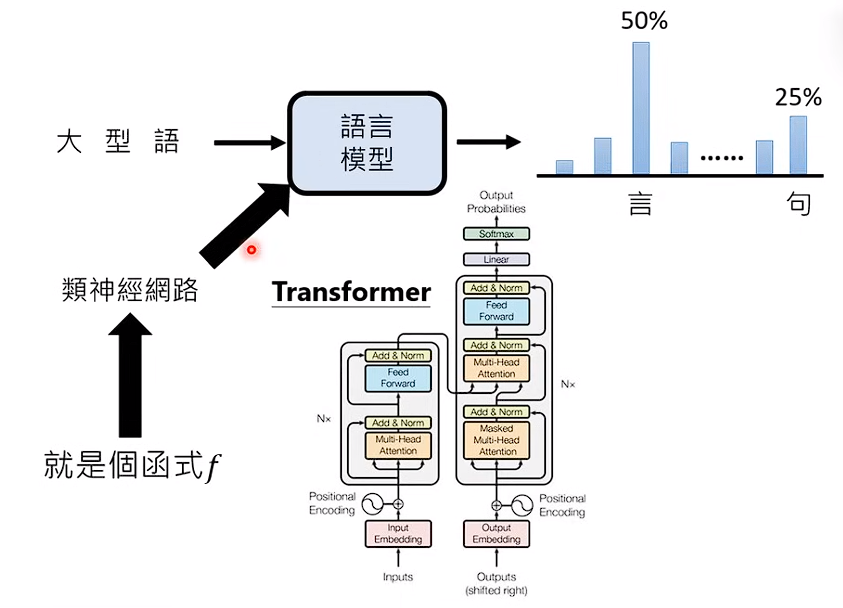 50%
25%
大 型 語
語言
模型
......
言
句
類神經網路
就是個函式f
Transformer
Output
Probabilities
Softmax
Linear
Add & Norm
Feed
Forward
Add & Norm
Multi-Head
Attention
Add & Norm
Masked
Multi-Head
Attention
N×
Add & Norm
Feed
Forward
Add & Norm
Multi-Head
Attention
N×
Positional
Encoding
Positional
Encoding
Input
Embedding
Output
Embedding
Inputs
Outputs
(shifted right)